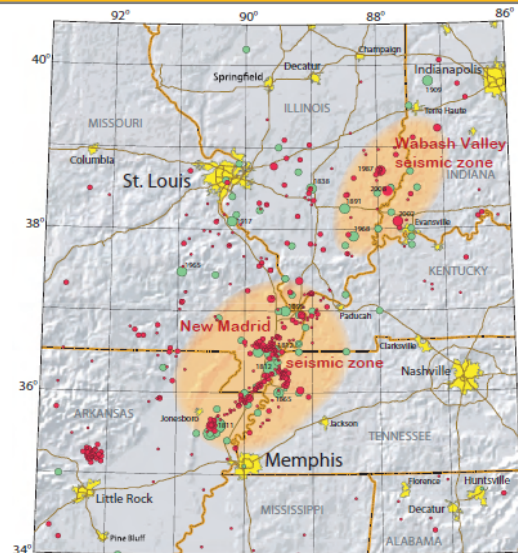 92°
90°
88°
86°
40°
Champaign
Decatur
Springfield
Indianapolis
1909
Terre Haute
ILLINOIS
MISSOURI
Columbia
Wabash Valley
seismic zone
INDIANA
1987
St. Louis
1838
2008
1891
1917
2002
Evansville
38°
1968
1965
KENTUCKY
1895
Paducah
New Madrid
Clarksville
1812
seismic zone
1812
Nashville
36°
1865
ARKANSAS
Jonesboro
1811
Jackson
TENNESSEE
Memphis
Florence
Huntsville
Little Rock
Decatur
MISSISSIPPI
Pine Bluff
ALABAMA
34°